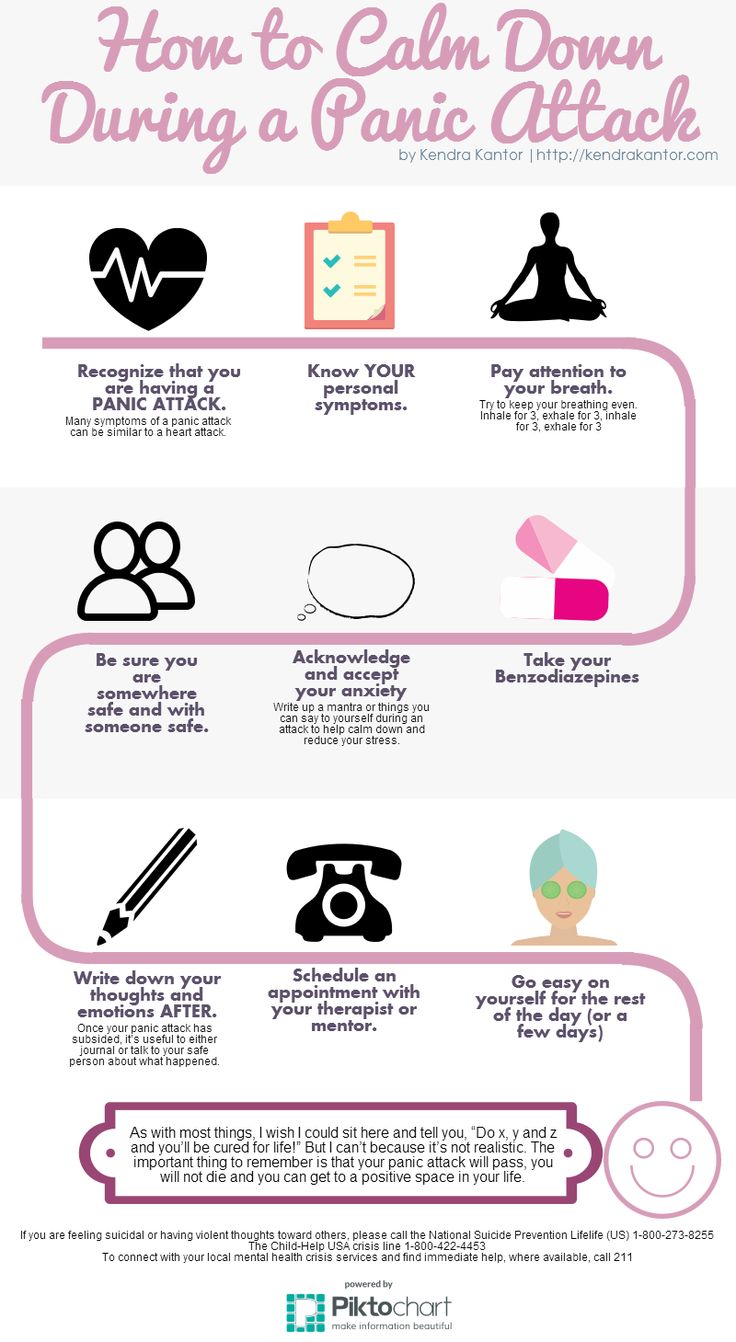 How to Calm Down
During a Panic Attack
by Kendra Kantor |http://kendrakantor.com
Recognize that you
are having a
PANIC ATTACK.
Many symptoms of a panic attack
can be similar to a heart attack.
Know YOUR
personal
symptoms.
Pay attention to
your breath.
Try to keep your breathing even.
Inhale for 3, exhale for 3, inhale
for 3, exhale for 3
Take your
Benzodiazepines
Acknowledge
and accept
your anxiety
Write up a mantra or things you
can say to yourself during an
attack to help calm down and
reduce your stress.
Be sure you
are
somewhere
safe and with
someone safe.
Write down your
thoughts and
emotions AFTER.
Once your panic attack has
subsided, it's useful to either
journal or talk to your safe
person about what happened.
Schedule an
appointment with
your therapist or
mentor.
Go easy on
yourself for the rest
of the day (or a
few days)
As with most things, I wish I could sit here and tell you, "Do x, y and z
and you'll be cured for life!" But I can't because it's not realistic. The
important thing to remember is that your panic attack will pass, you
will not die and you can get to a positive space in your life.
If you are feeling suicidal or having violent thoughts toward others, please call the National Suicide Prevention Lifelife (US) 1-800-273-8255
The Child-Help USA crisis line 1-800-422-4453
To connect with your local mental health crisis services and find immediate help, where available, call 211
powered by
Piktochart
make information beautiful